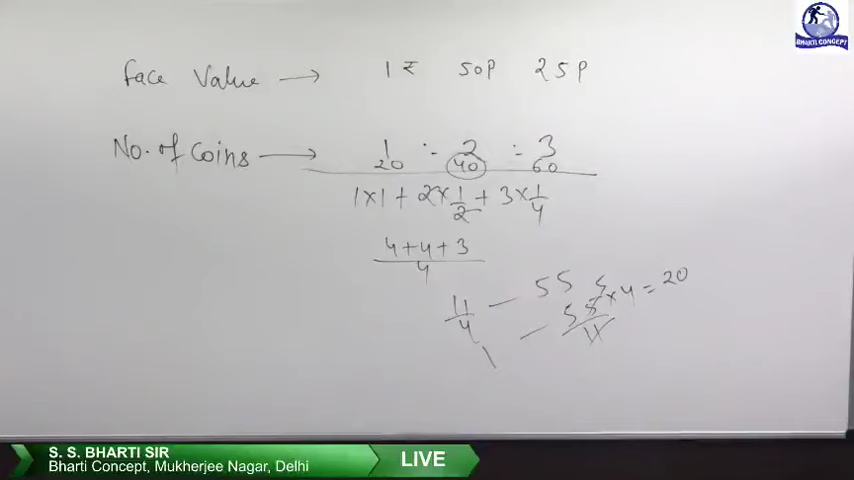 BHARTI CONCEPT
Face Value → 1 ₹ 50P 25P
No. of Coins → 1 : 2 : 3
20 40 60
1×1 + 2×1/2 + 3×1/4
4+4+3/4
11/4 — 55
1 — 55/11 5 ×4 = 20
S. S. BHARTI SIR
Bharti Concept, Mukherjee Nagar, Delhi
LIVE